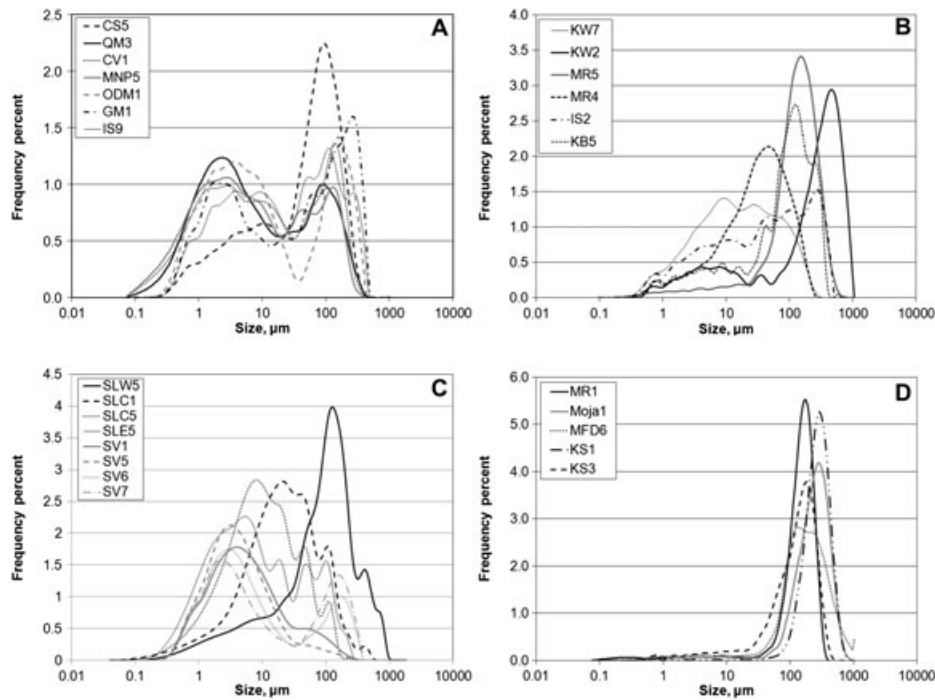 A
CS5
QM3
CV1
MNP5
ODM1
GM1
IS9
Frequency percent
2.5
2.0
1.5
1.0
0.5
0.0
0.01 0.1 1 10 100 1000 10000
Size, µm
B
KW7
KW2
MR5
MR4
IS2
KB5
Frequency percent
4.0
3.5
3.0
2.5
2.0
1.5
1.0
0.5
0.0
0.01 0.1 1 10 100 1000 10000
Size, µm
C
SLW5
SLC1
SLC5
SLE5
SV1
SV5
SV6
SV7
Frequency percent
4.5
4
3.5
3
2.5
2
1.5
1
0.5
0
0.01 0.1 1 10 100 1000 10000
Size, µm
D
MR1
Moja1
MFD6
KS1
KS3
Frequency percent
6.0
5.0
4.0
3.0
2.0
1.0
0.0
0.01 0.1 1 10 100 1000 10000
Size, µm